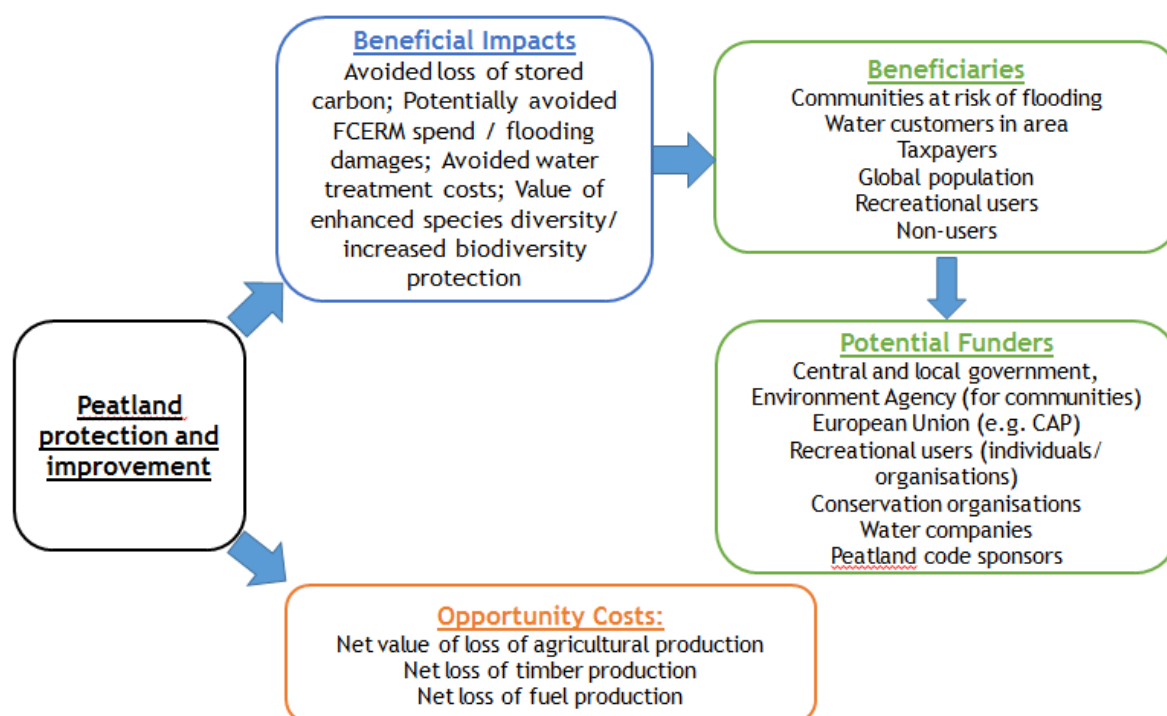 Peatland
protection and
improvement
Beneficial Impacts
Avoided loss of stored
carbon; Potentially avoided
FCERM spend / flooding
damages; Avoided water
treatment costs; Value of
enhanced species diversity/
increased biodiversity
protection
Beneficiaries
Communities at risk of flooding
Water customers in area
Taxpayers
Global population
Recreational users
Non-users
Potential Funders
Central and local government,
Environment Agency (for communities)
European Union (e.g. CAP)
Recreational users (individuals/
organisations)
Conservation organisations
Water companies
Peatland code sponsors
Opportunity Costs:
Net value of loss of agricultural production
Net loss of timber production
Net loss of fuel production